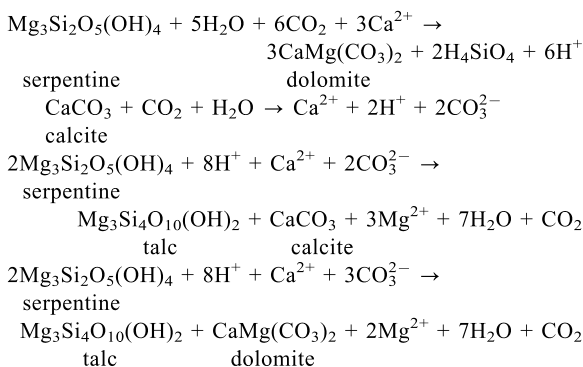 Mg₃Si₂O₅(OH)₄ + 5H₂O + 6CO₂ + 3Ca²⁺ →
3CaMg(CO₃)₂ + 2H₄SiO₄ + 6H⁺
serpentine dolomite
CaCO₃ + CO₂ + H₂O → Ca²⁺ + 2H⁺ + 2CO₃²⁻
calcite
2Mg₃Si₂O₅(OH)₄ + 8H⁺ + Ca²⁺ + 2CO₃²⁻ →
serpentine
Mg₃Si₄O₁₀(OH)₂ + CaCO₃ + 3Mg²⁺ + 7H₂O + CO₂
talc calcite
2Mg₃Si₂O₅(OH)₄ + 8H⁺ + Ca²⁺ + 3CO₃²⁻ →
serpentine
Mg₃Si₄O₁₀(OH)₂ + CaMg(CO₃)₂ + 2Mg²⁺ + 7H₂O + CO₂
talc dolomite